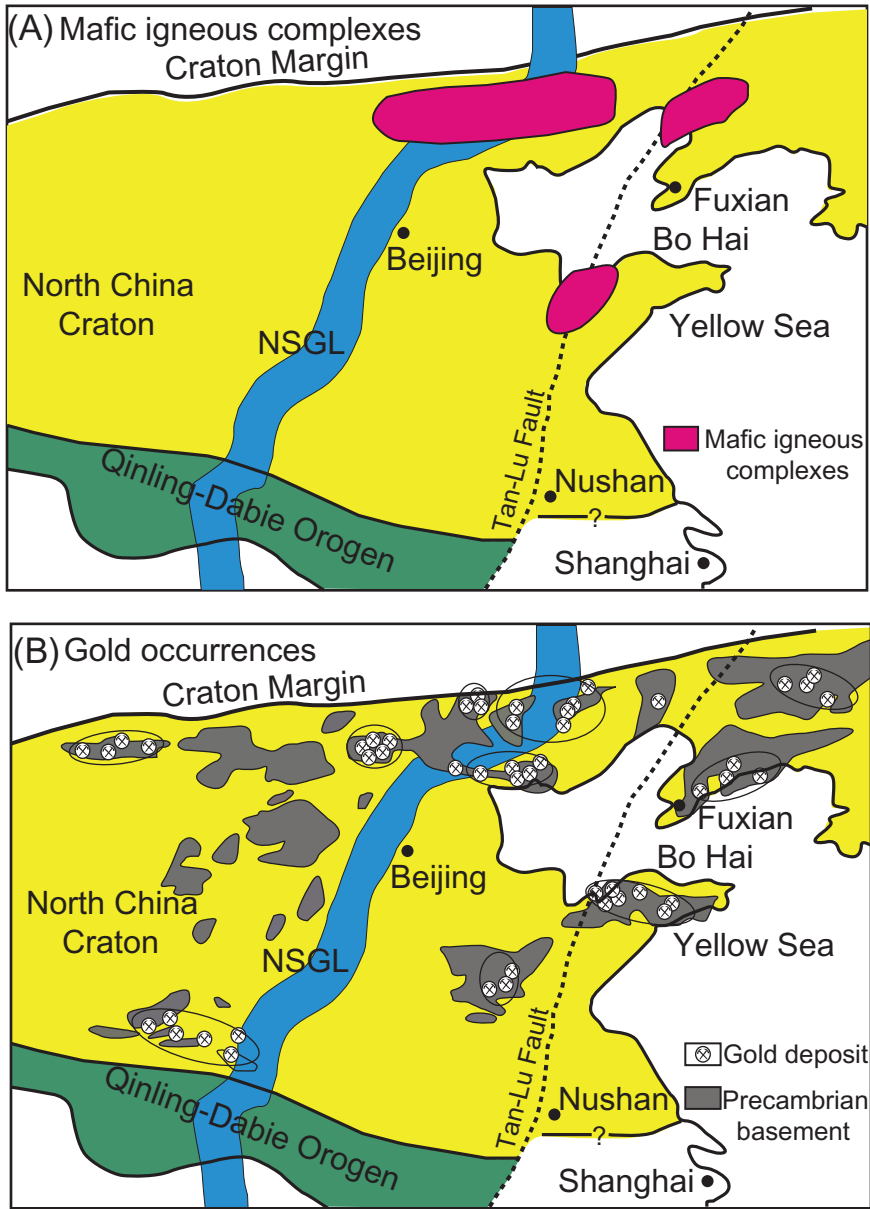 (A) Mafic igneous complexes
Craton Margin
Fuxian
Bo Hai
Beijing
North China
Craton
Yellow Sea
NSGL
Tan-Lu Fault
Mafic igneous
complexes
Qinling-Dabie Orogen
Nushan
?
Shanghai
(B) Gold occurrences
Craton Margin
Fuxian
Bo Hai
Beijing
North China
Craton
Yellow Sea
NSGL
Tan-Lu Fault
Gold deposit
Qinling-Dabie Orogen
Nushan
Precambrian
basement
?
Shanghai